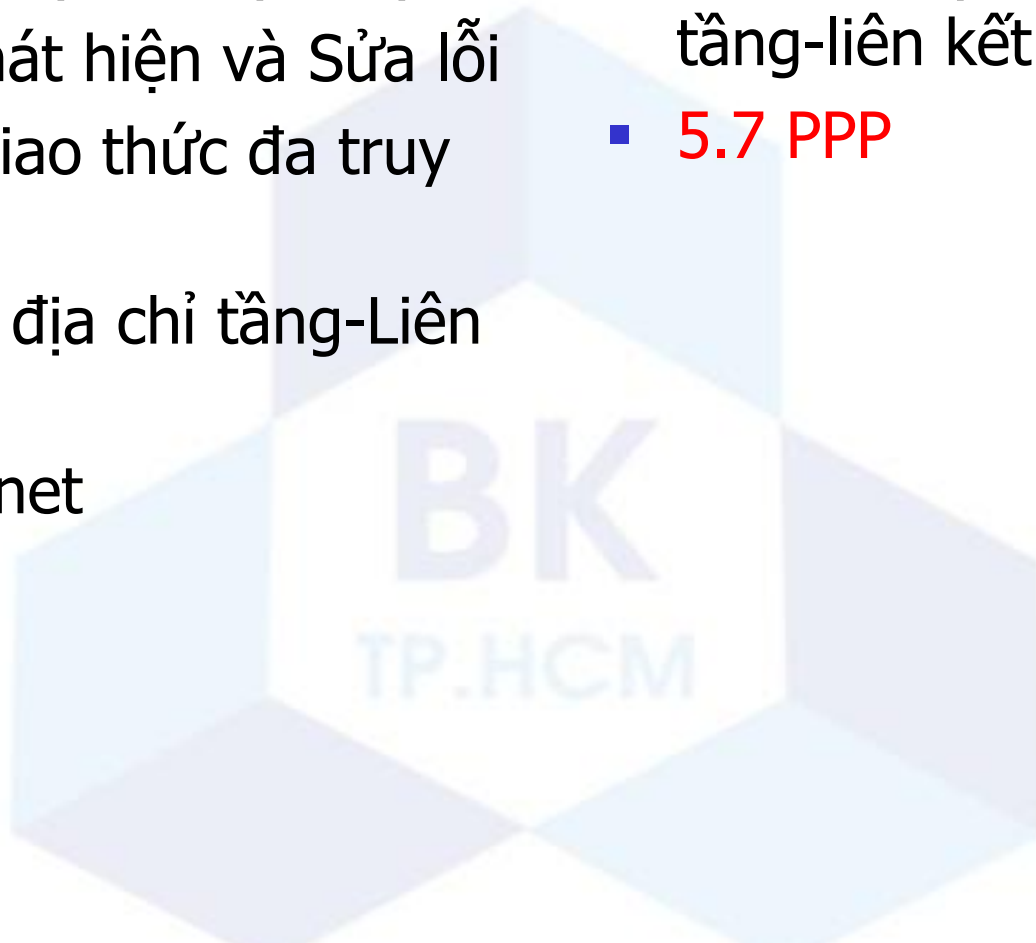 át hiện và Sửa lỗi
iao thức đa truy
địa chỉ tầng-Liên
net
tầng-liên kết
5.7 PPP
BK
TP.HCM